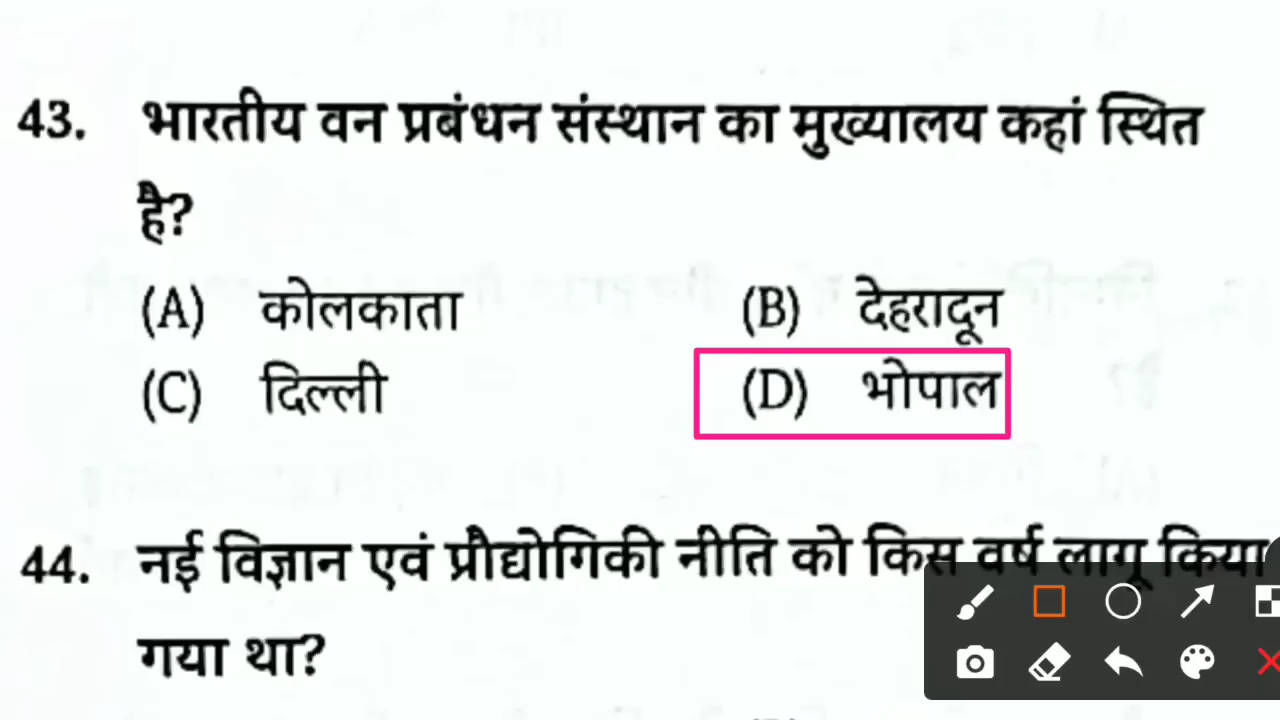 43. भारतीय वन प्रबंधन संस्थान का मुख्यालय कहां स्थित
है?
(A) कोलकाता (B) देहरादून
(C) दिल्ली (D) भोपाल
44. नई विज्ञान एवं प्रौद्योगिकी नीति को किस वर्ष लागू किया
गया था?